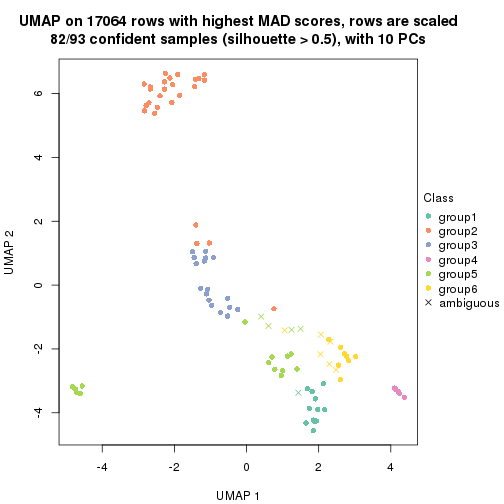 UMAP on 17064 rows with highest MAD scores, rows are scaled
82/93 confident samples (silhouette > 0.5), with 10 PCs
6
4
2
0
-2
-4
UMAP 2
-4
-2
0
2
4
UMAP 1
Class
group1
group2
group3
group4
group5
group6
ambiguous